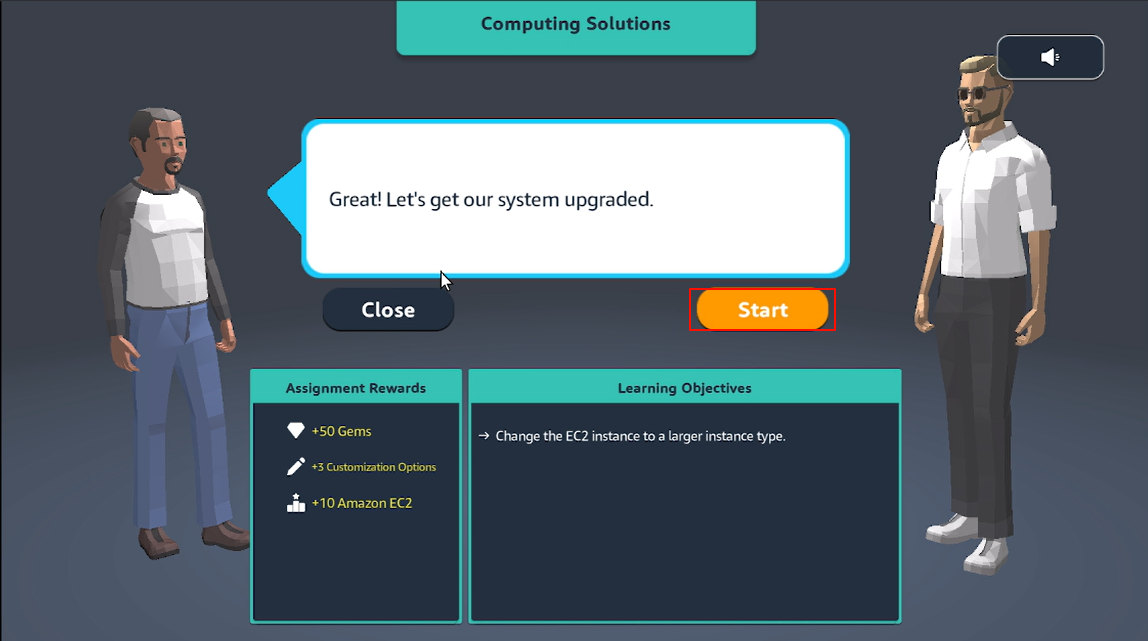 Computing Solutions
Great! Let's get our system upgraded.
Close
Start
Assignment Rewards
+50 Gems
+3 Customization Options
+10 Amazon EC2
Learning Objectives
→ Change the EC2 instance to a larger instance type.